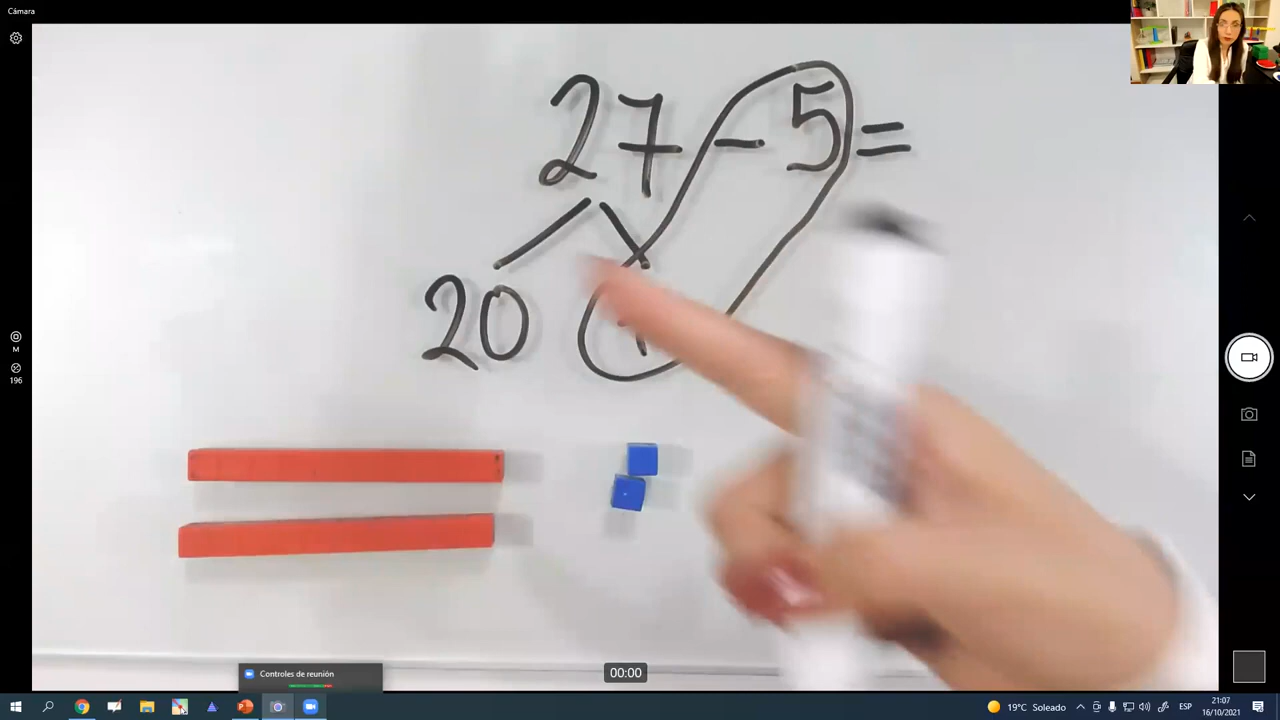 Cámara
27 - 5 =
20
M
196
00:00
Controles de reunión
19°C Soleado
ESP
21:07
16/10/2021